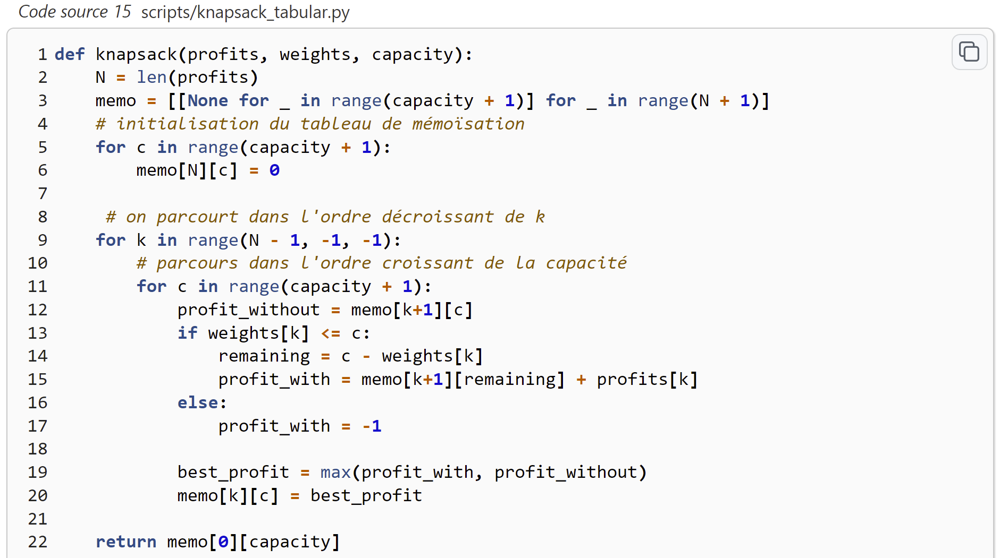 Code source 15 scripts/knapsack_tabular.py
1 def knapsack(profits, weights, capacity):
2     N = len(profits)
3     memo = [[None for _ in range(capacity + 1)] for _ in range(N + 1)]
4     # initialisation du tableau de mémoïsation
5     for c in range(capacity + 1):
6         memo[N][c] = 0
7
8      # on parcourt dans l'ordre décroissant de k
9     for k in range(N - 1, -1, -1):
10         # parcours dans l'ordre croissant de la capacité
11         for c in range(capacity + 1):
12             profit_without = memo[k+1][c]
13             if weights[k] <= c:
14                 remaining = c - weights[k]
15                 profit_with = memo[k+1][remaining] + profits[k]
16             else:
17                 profit_with = -1
18
19             best_profit = max(profit_with, profit_without)
20             memo[k][c] = best_profit
21
22     return memo[0][capacity]